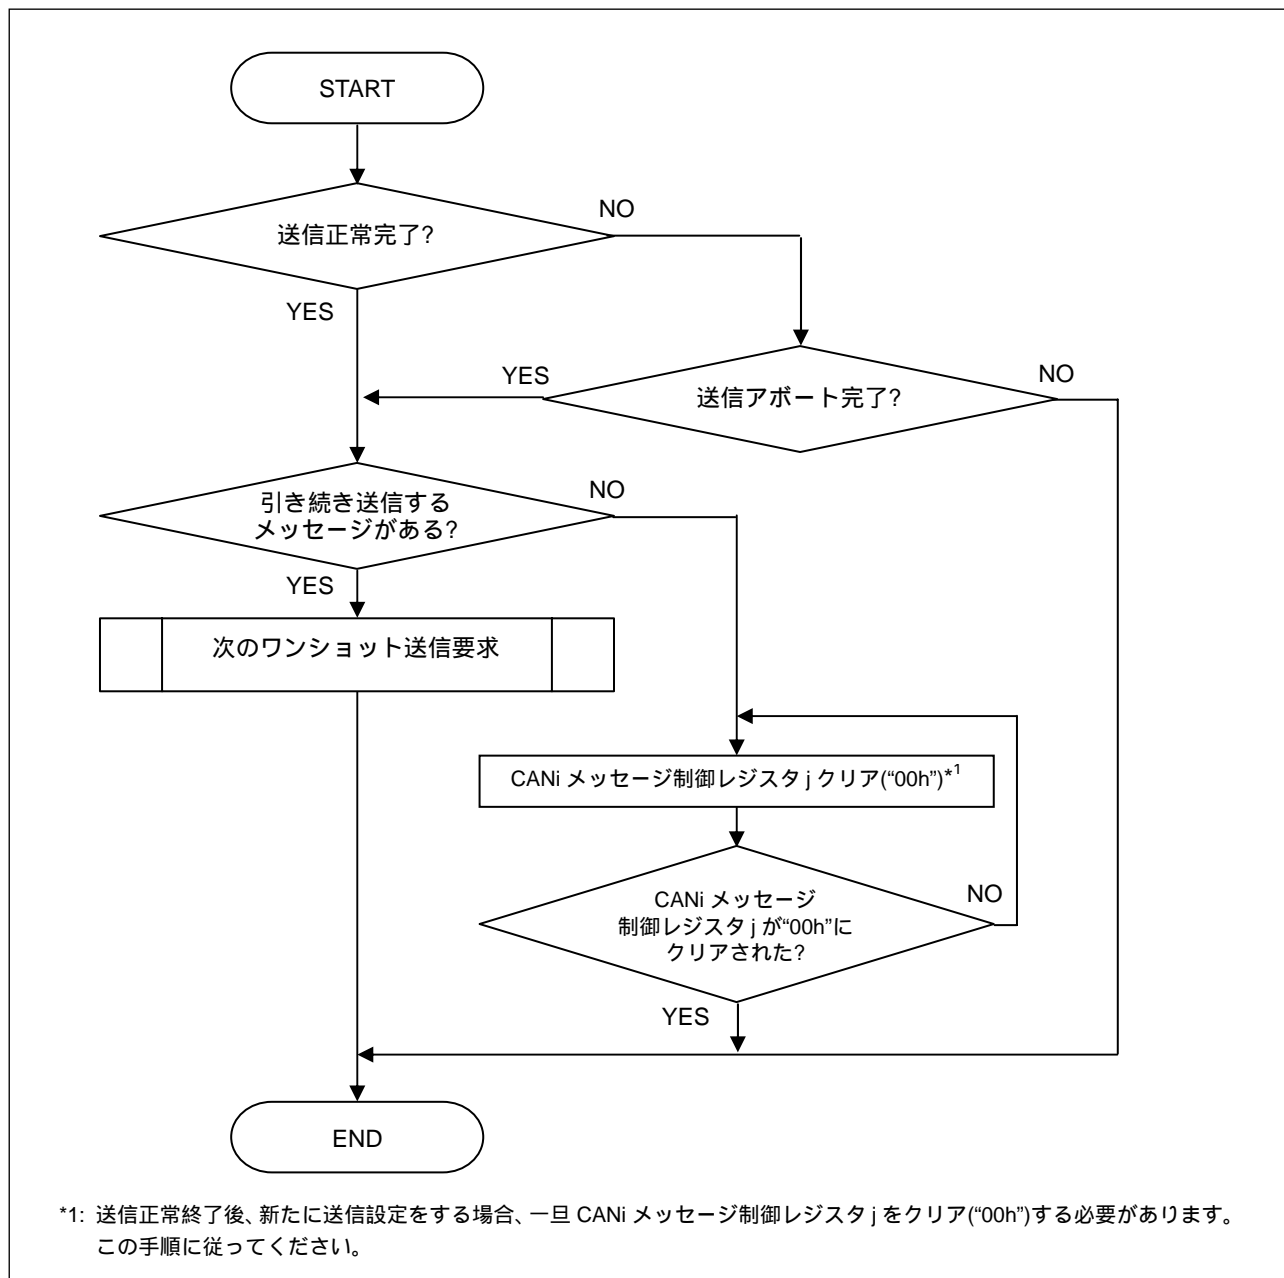 START
送信正常完了?
NO
YES
送信アボート完了?
YES
NO
引き続き送信する
メッセージがある?
NO
YES
次のワンショット送信要求
CANi メッセージ制御レジスタ j クリア(“00h”)*1
CANi メッセージ
制御レジスタ j が“00h”に
クリアされた?
NO
YES
END
*1: 送信正常終了後、新たに送信設定をする場合、一旦 CANi メッセージ制御レジスタ j をクリア(“00h”)する必要があります。
この手順に従ってください。